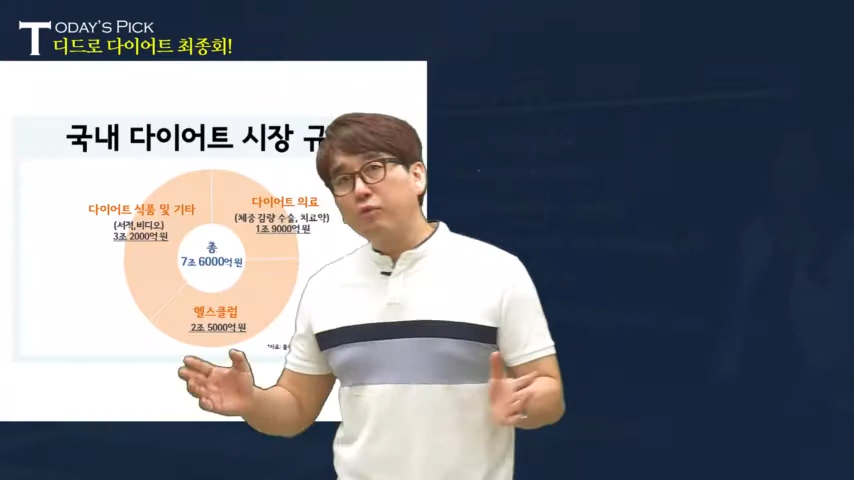 TODAY'S PICK
디드로 다이어트 최종회!
국내 다이어트 시장
다이어트 식품 및 기타
(서적,비디오)
3조 2000억 원
다이어트 의료
(체중 감량 수술, 치료약)
1조 9000억 원
총
7조 6000억 원
헬스클럽
2조 5000억 원
*자료: